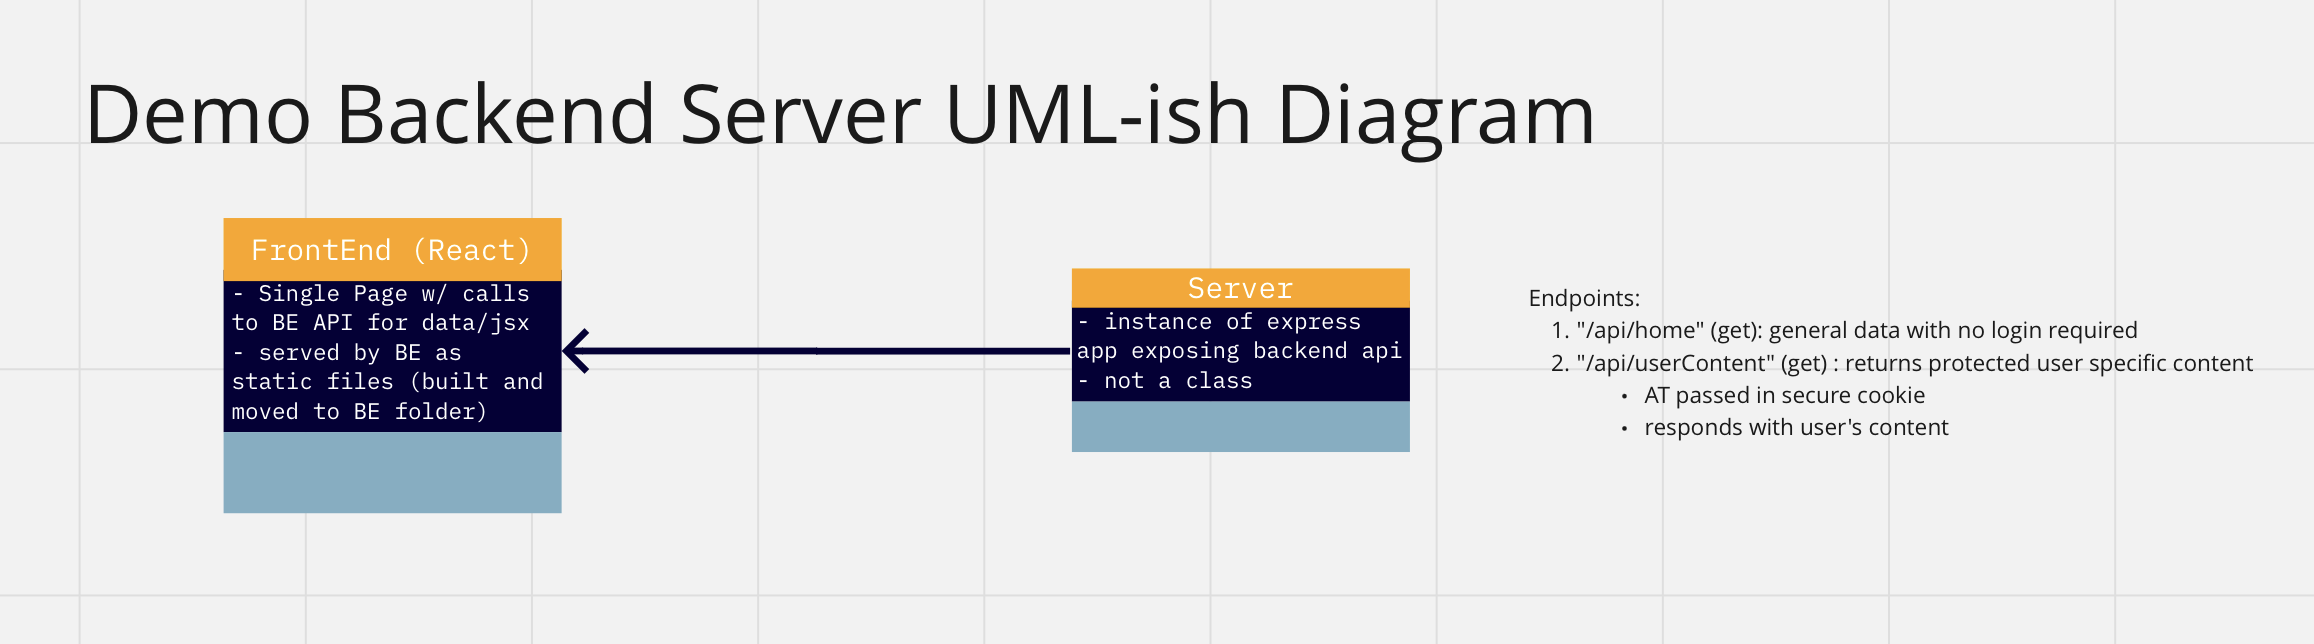 Demo Backend Server UML-ish Diagram
FrontEnd (React)
- Single Page w/ calls
to BE API for data/jsx
- served by BE as
static files (built and
moved to BE folder)
Server
- instance of express
app exposing backend api
- not a class
Endpoints:
1. "/api/home" (get): general data with no login required
2. "/api/userContent" (get) : returns protected user specific content
• AT passed in secure cookie
• responds with user's content